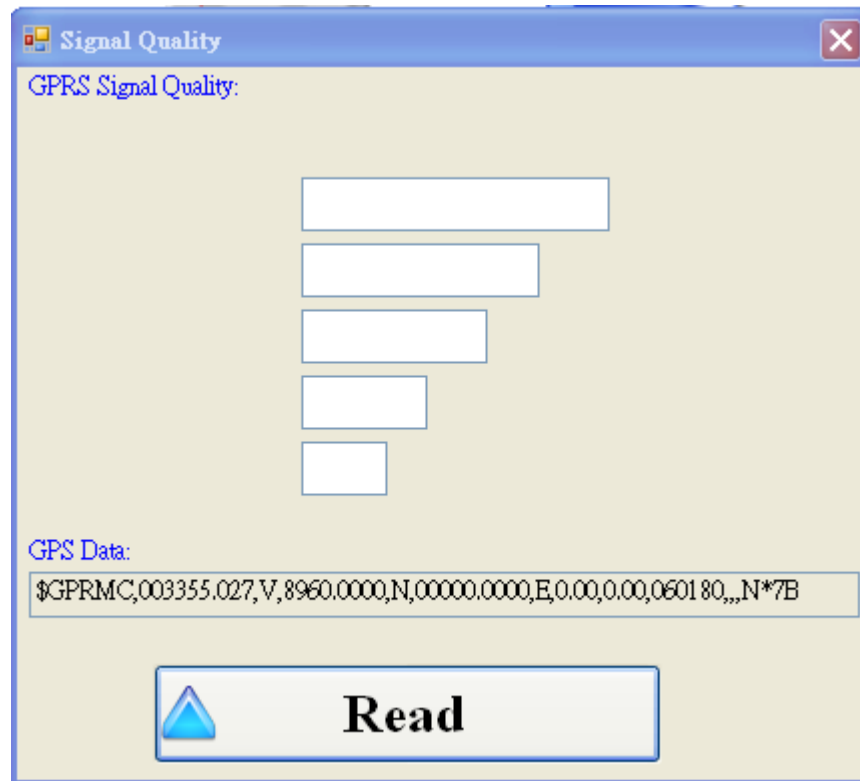 Signal Quality
GPRS Signal Quality:
GPS Data:
$GPRMC,003355.027,V,8960.0000,N,00000.0000,E,0.00,0.00,060180,,,N*7B
Read